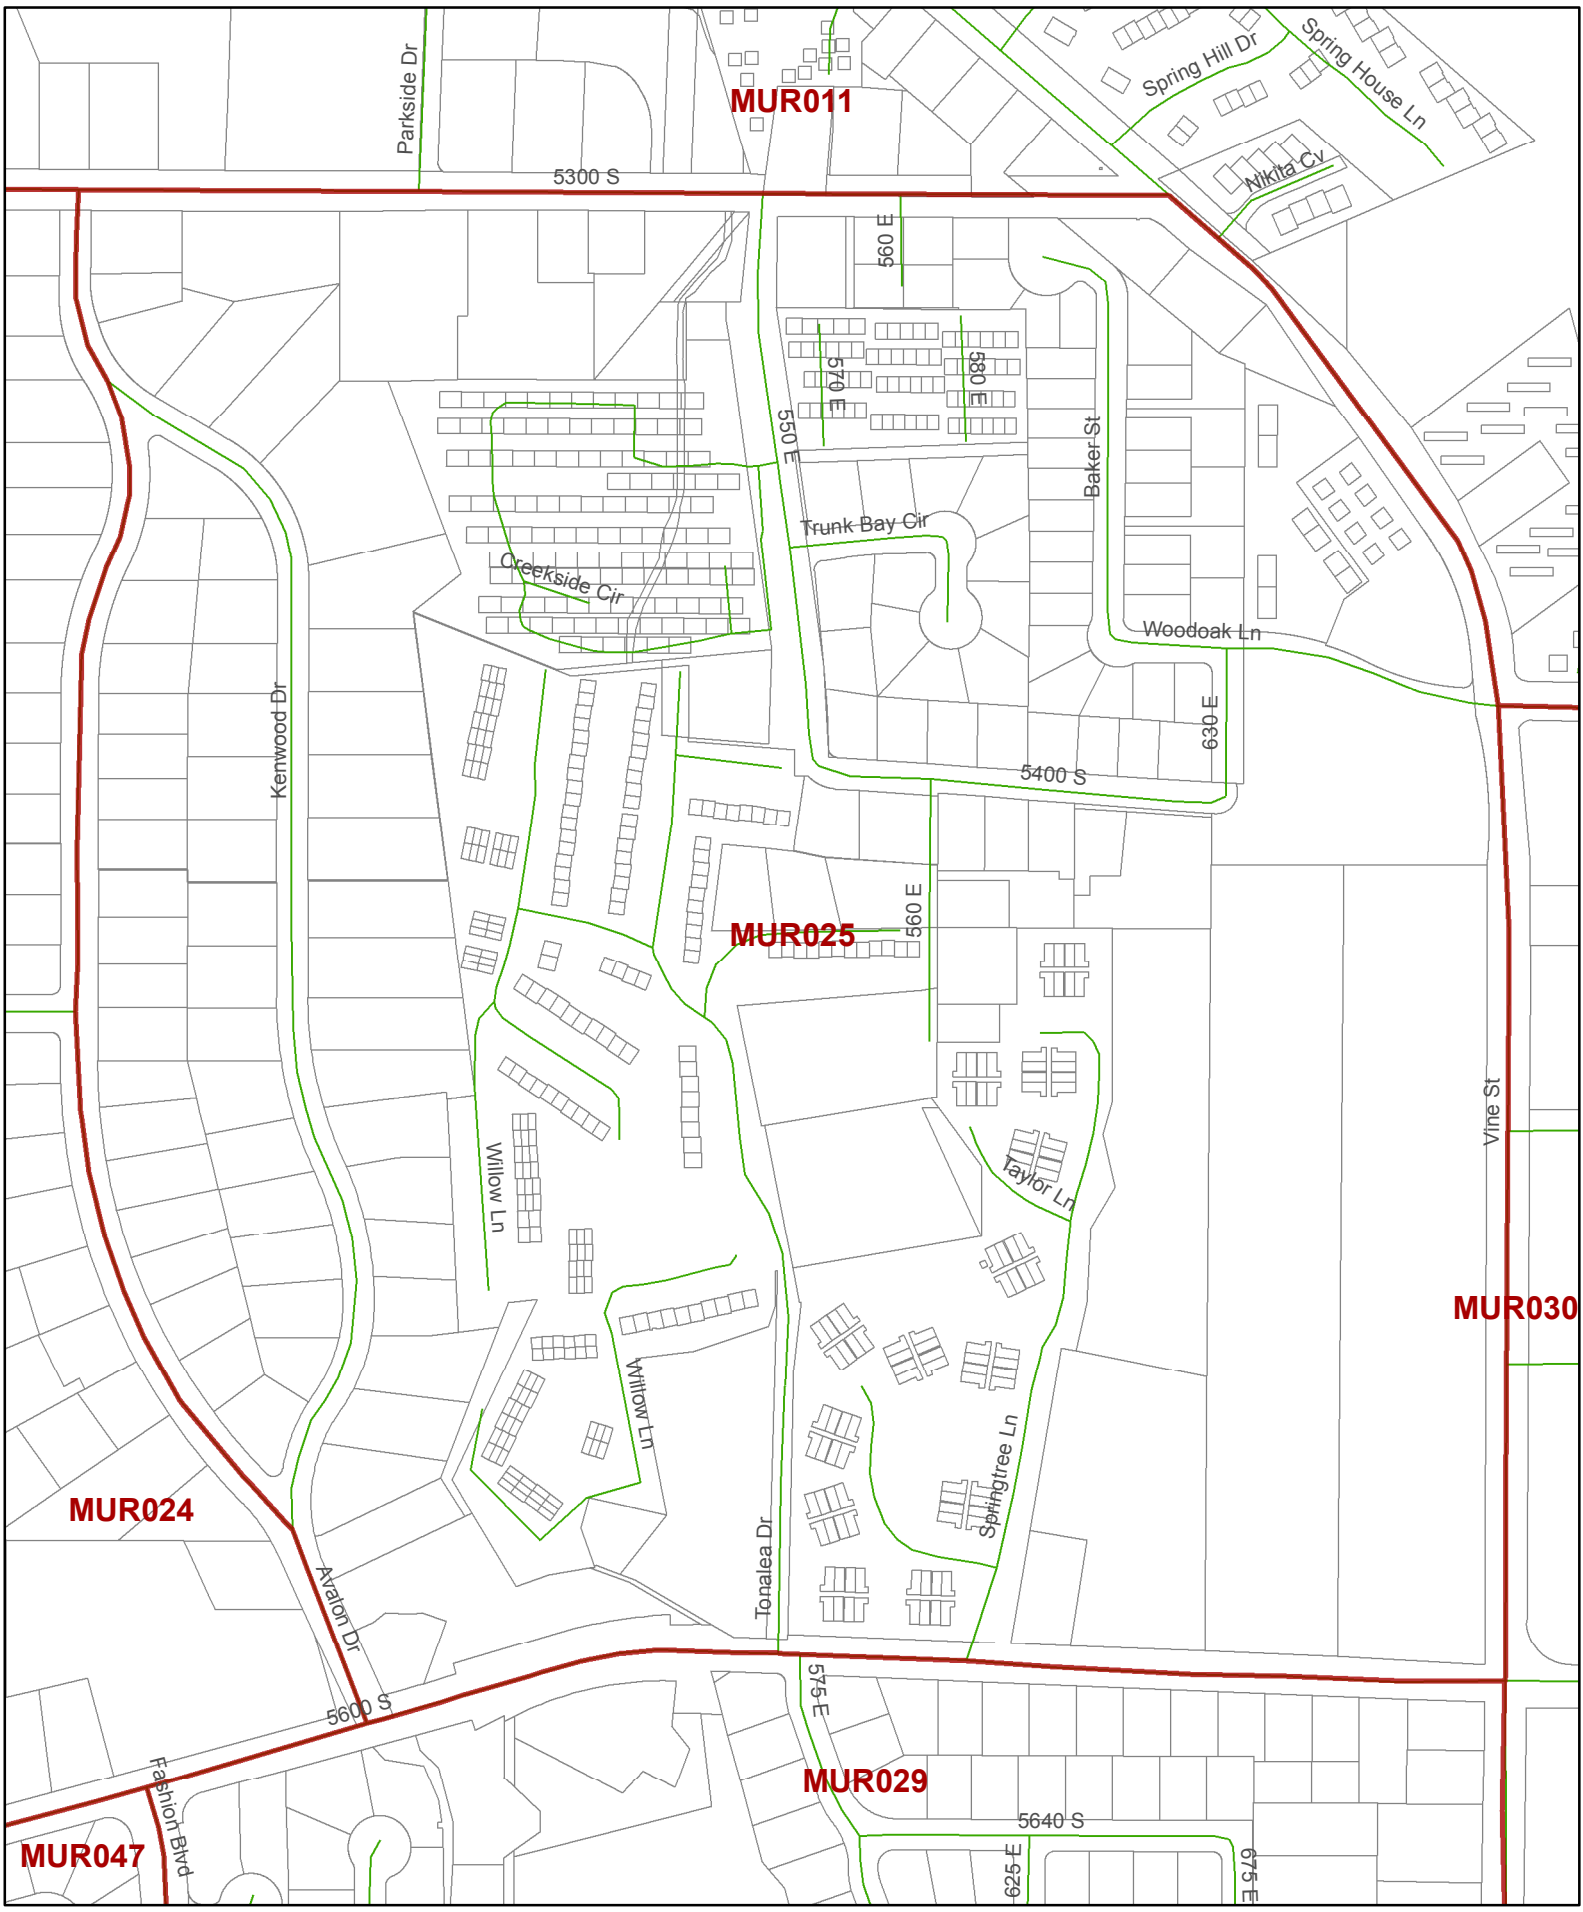 Parkside Dr
MUR011
Spring Hill Dr
Spring House Ln
Nikita Cv
5300 S
560 E
570 E
580 E
550 E
Baker St
Trunk Bay Cir
Creekside Cir
Woodoak Ln
Kenwood Dr
630 E
5400 S
560 E
MUR025
Vine St
Willow Ln
Taylor Ln
MUR030
Willow Ln
Springtree Ln
MUR024
Tonalea Dr
Avalon Dr
5600 S
575 E
Fashion Blvd
MUR029
5640 S
MUR047
625 E
675 E